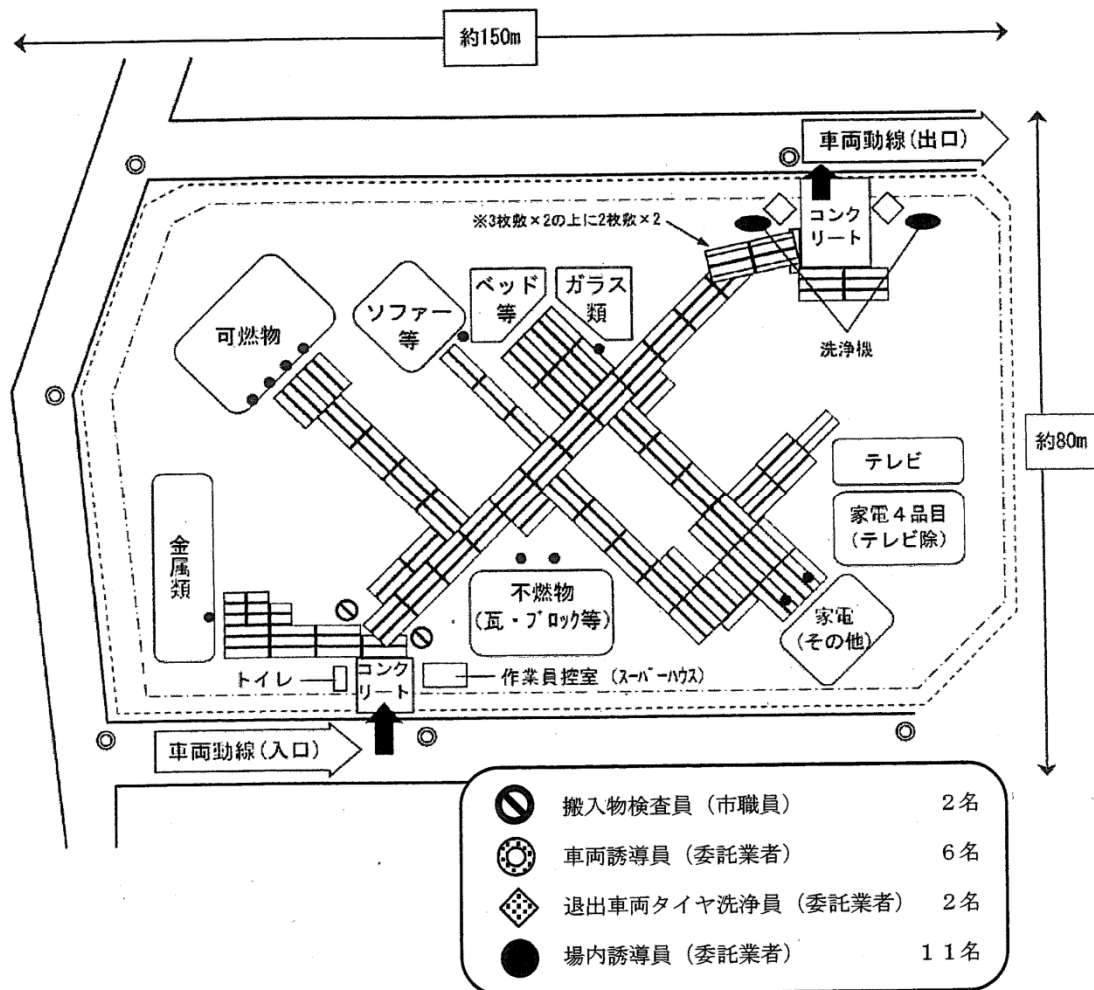 約150m
車両動線(出口)
コンク
リート
※3枚敷×2の上に2枚敷×2
ベッド
等
ガラス
類
ソファー
等
可燃物
洗浄機
約80m
テレビ
家電4品目
(テレビ除)
金属類
不燃物
(瓦・ブロック等)
家電
(その他)
トイレ
コンク
リート
作業員控室 (スーパーハウス)
車両動線(入口)
搬入物検査員(市職員) 2名
車両誘導員(委託業者) 6名
退出車両タイヤ洗浄員(委託業者) 2名
場内誘導員(委託業者) 11名